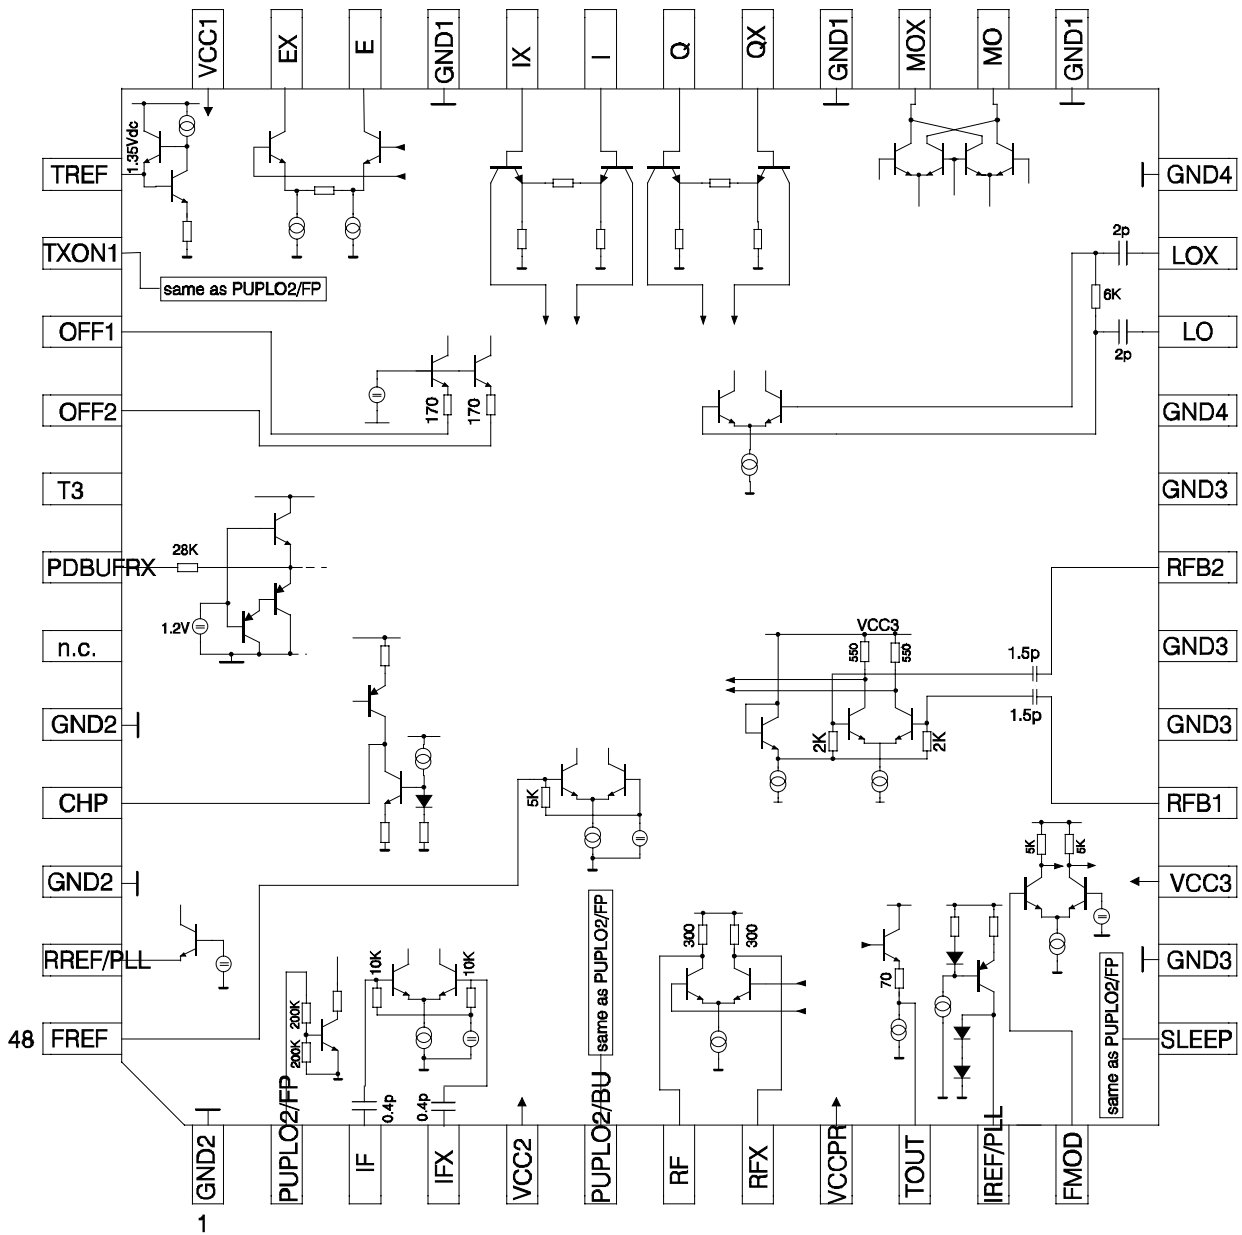 VCC1
EX
E
GND1
IX
I
Q
QX
GND1
MOX
MO
GND1
1.35Vdc
TREF
GND4
TXON1
same as PUPLO2/FP
2p
LOX
6K
OFF1
LO
2p
170
170
OFF2
GND4
T3
GND3
28K
PDBUFRX
RFB2
1.2V
n.c.
VCC3
550
550
1.5p
GND3
1.5p
GND2
2K
2K
GND3
5K
CHP
RFB1
5K
5K
GND2
VCC3
same as PUPLO2/FP
300
300
RREF/PLL
10K
10K
70
GND3
200K
200K
same as PUPLO2/FP
48
FREF
SLEEP
0.4p
0.4p
GND2
PUPLO2/FP
IF
IFX
VCC2
PUPLO2/BU
RF
RFX
VCCPR
TOUT
IREF/PLL
FMOD
1